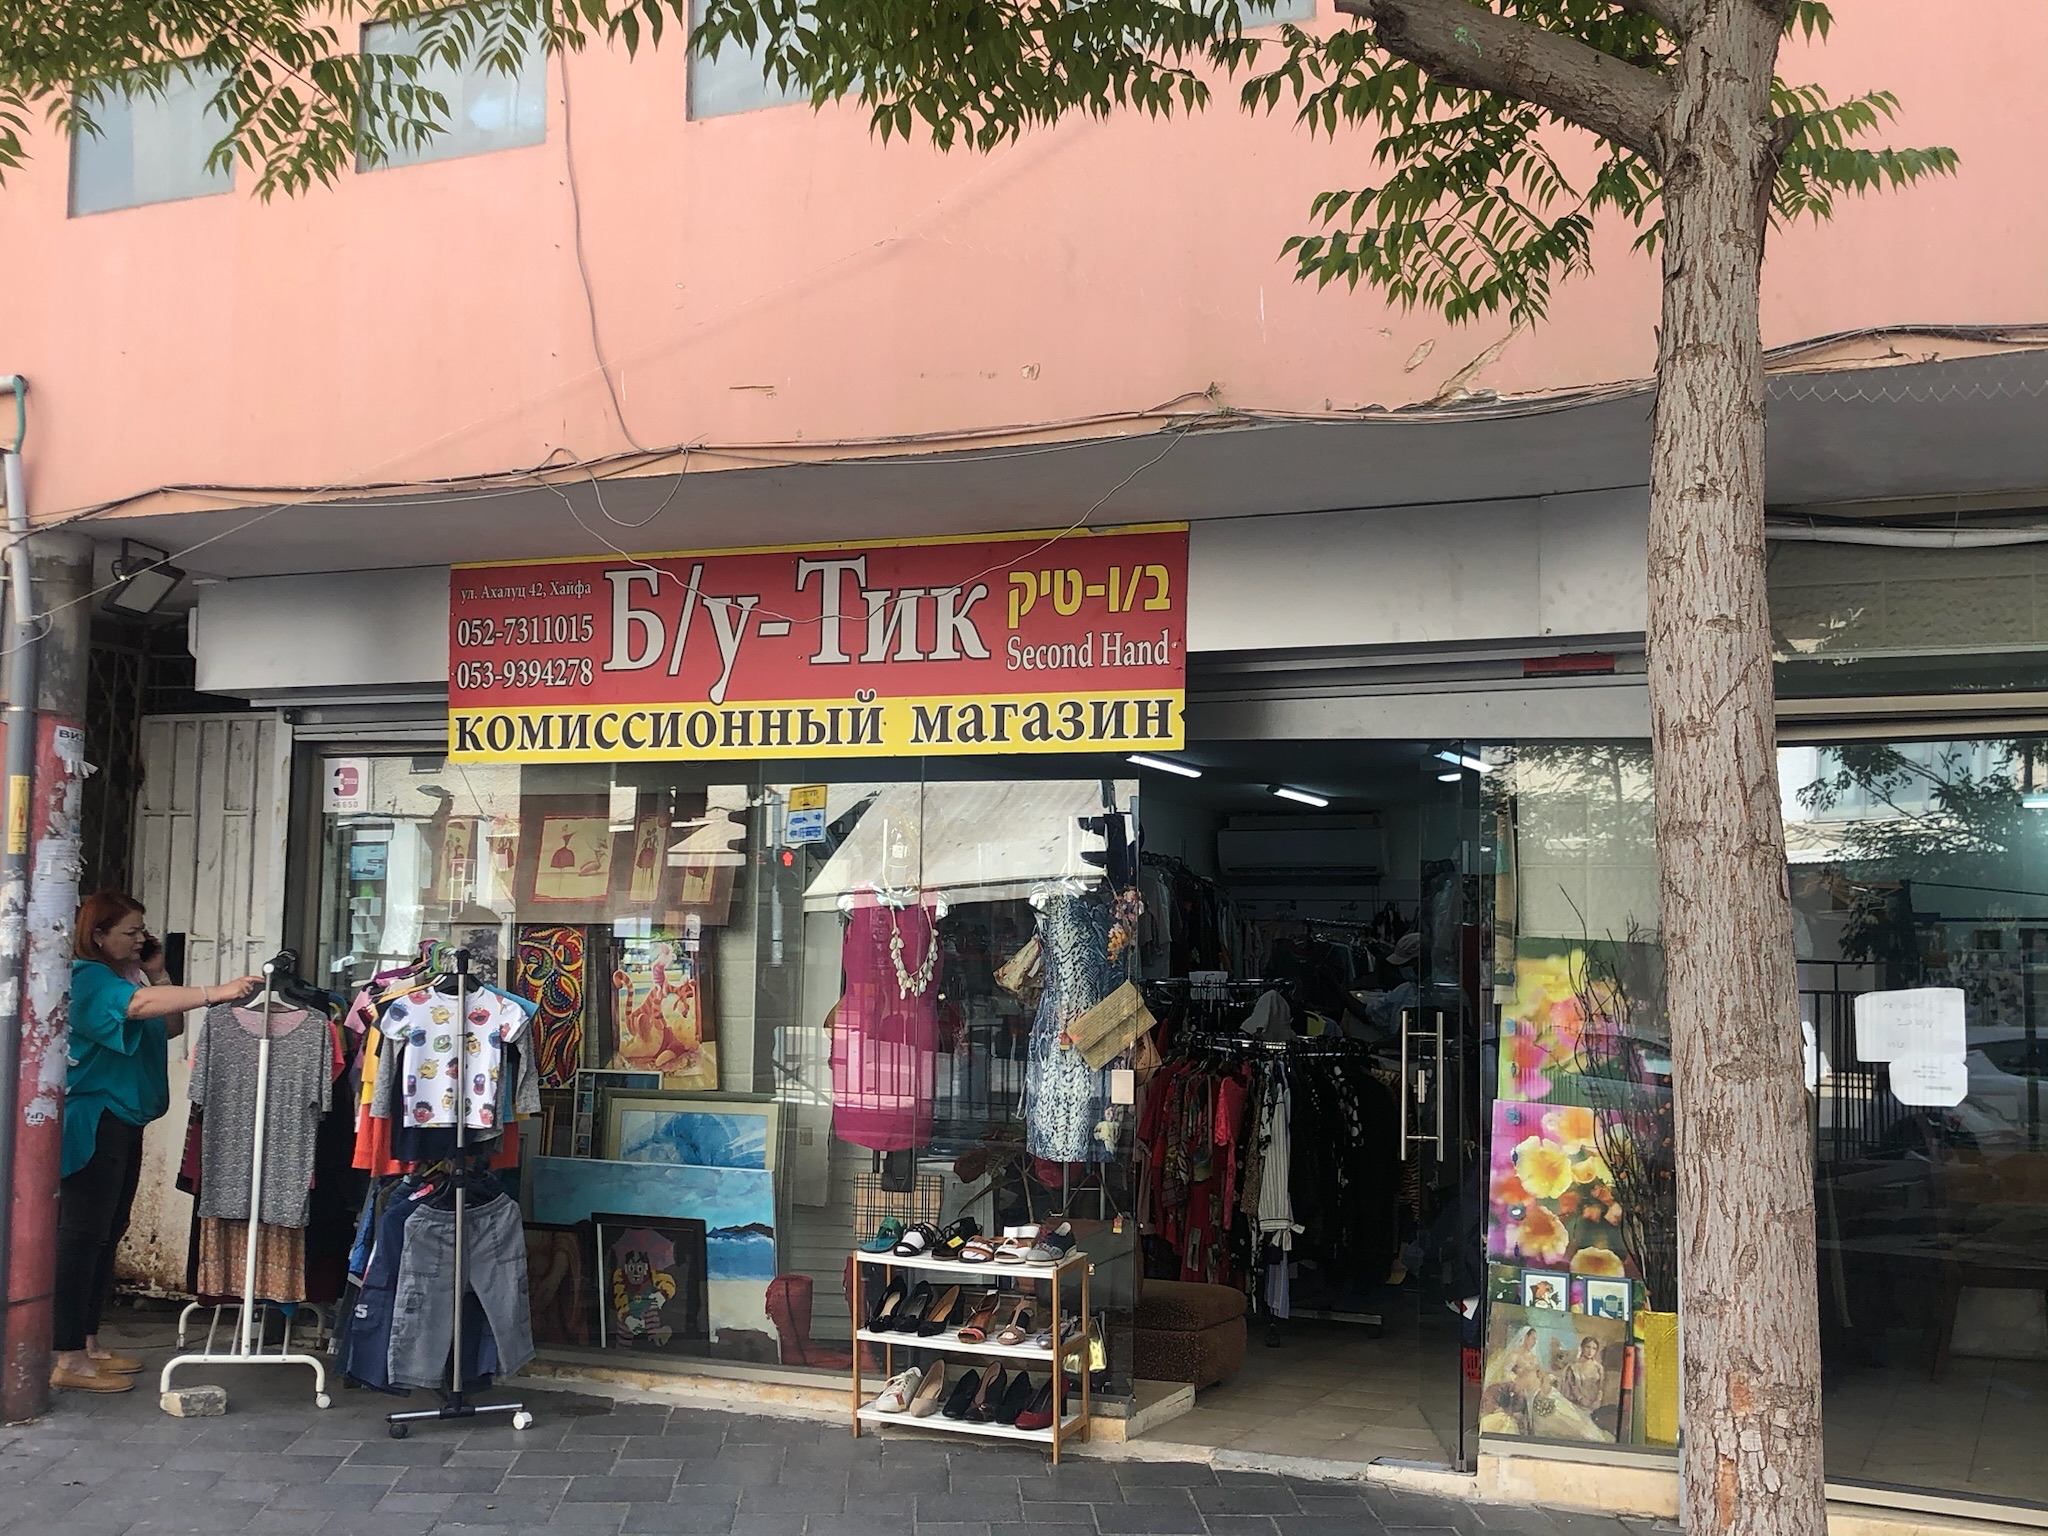 ул. Ахалуц 42, Хайфа
052-7311015
053-9394278
Б/у-Тик
ב/ו-טיק
Second Hand
комиссионный магазин